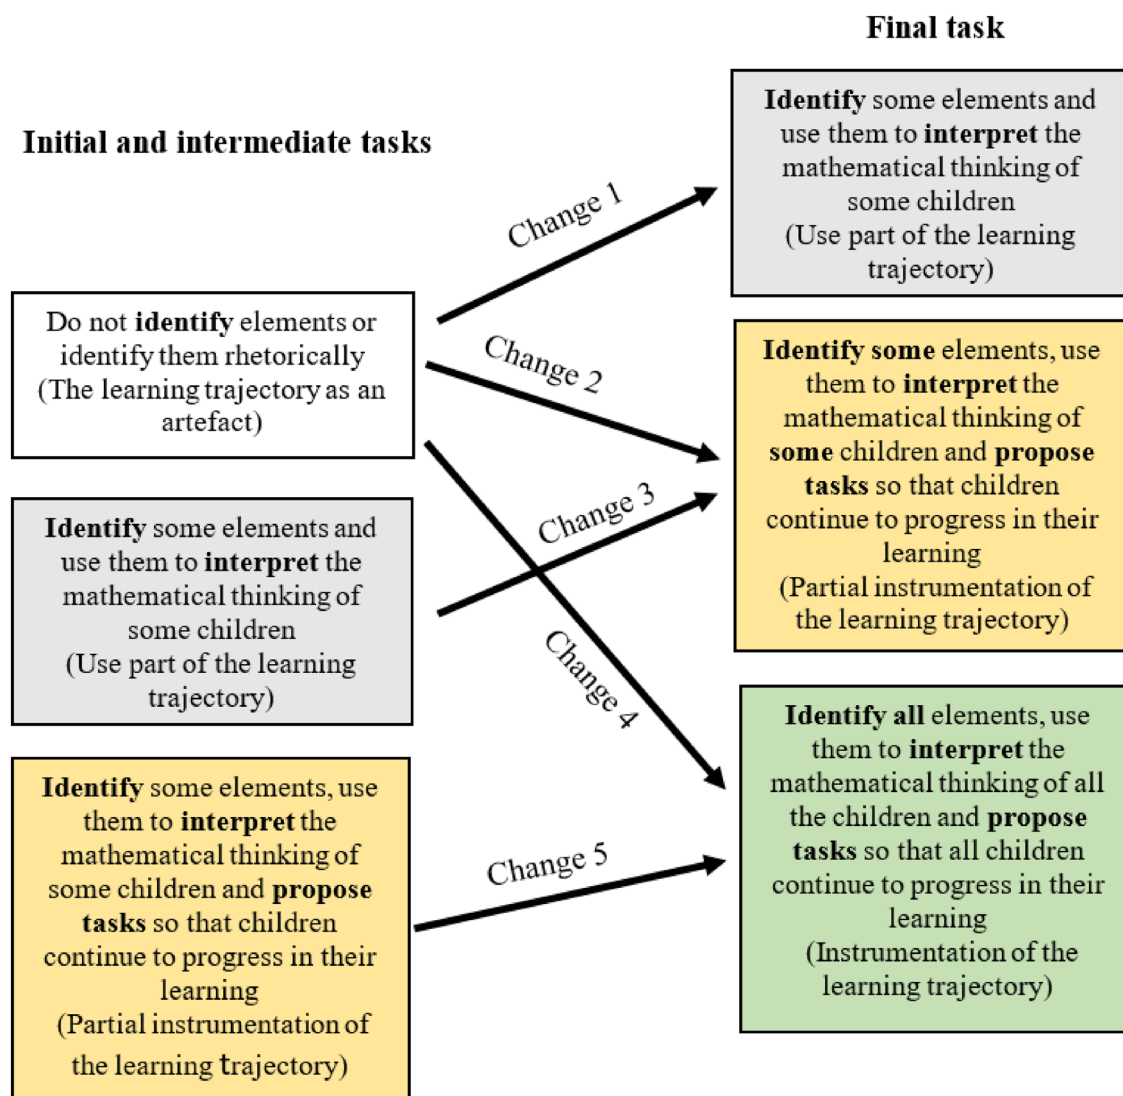 Final task
Initial and intermediate tasks
Identify some elements and
use them to interpret the
mathematical thinking of
some children
(Use part of the learning
trajectory)
Change 1
Do not identify elements or
identify them rhetorically
(The learning trajectory as an
artefact)
Change 2
Identify some elements, use
them to interpret the
mathematical thinking of
some children and propose
tasks so that children
continue to progress in their
learning
(Partial instrumentation of
the learning trajectory)
Change 3
Identify some elements and
use them to interpret the
mathematical thinking of
some children
(Use part of the learning
trajectory)
Change 4
Identify all elements, use
them to interpret the
mathematical thinking of all
the children and propose
tasks so that all children
continue to progress in their
learning
(Instrumentation of the
learning trajectory)
Identify some elements, use
them to interpret the
mathematical thinking of
some children and propose
tasks so that children
continue to progress in their
learning
(Partial instrumentation of
the learning trajectory)
Change 5